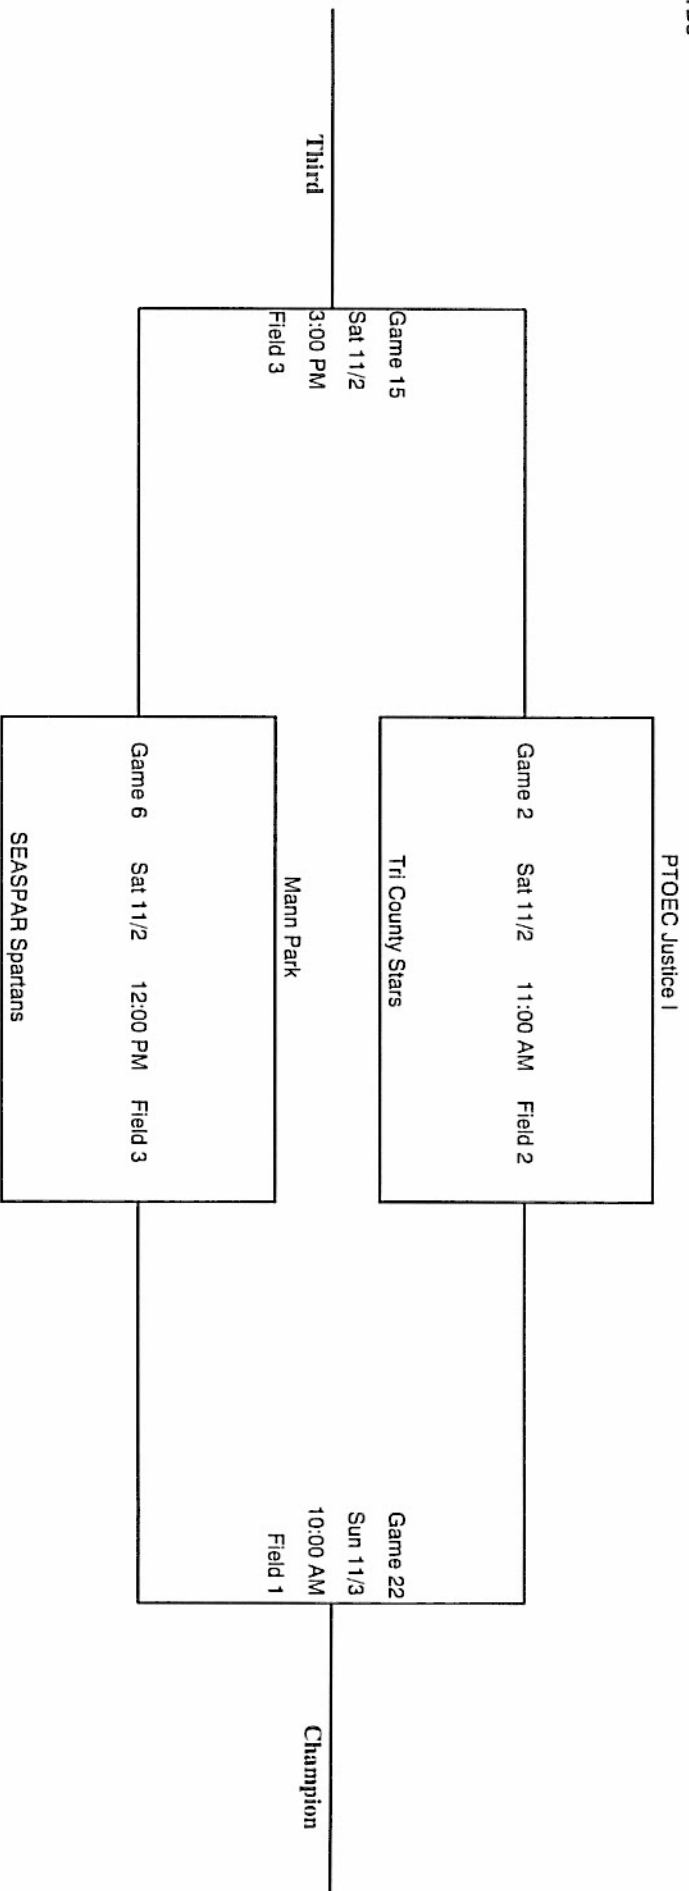 PTOEC Justice I
Game 2 Sat 11/2 11:00 AM Field 2
Tri County Stars
Game 15
Sat 11/2
3:00 PM
Field 3
Third
Game 22
Sun 11/3
10:00 AM
Field 1
Champion
Mann Park
Game 6 Sat 11/2 12:00 PM Field 3
SEASPAR Spartans